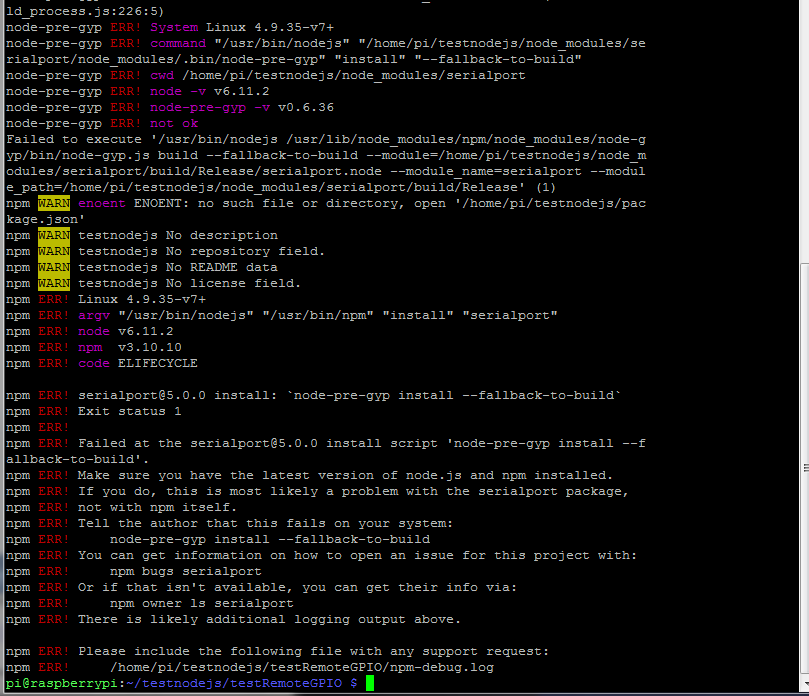 ld_process.js:226:5)
node-pre-gyp ERR! System Linux 4.9.35-v7+
node-pre-gyp ERR! command "/usr/bin/nodejs" "/home/pi/testnodejs/node_modules/se
rialport/node_modules/.bin/node-pre-gyp" "install" "--fallback-to-build"
node-pre-gyp ERR! cwd /home/pi/testnodejs/node_modules/serialport
node-pre-gyp ERR! node -v v6.11.2
node-pre-gyp ERR! node-pre-gyp -v v0.6.36
node-pre-gyp ERR! not ok
Failed to execute '/usr/bin/nodejs /usr/lib/node_modules/npm/node_modules/node-g
yp/bin/node-gyp.js build --fallback-to-build --module=/home/pi/testnodejs/node_m
odules/serialport/build/Release/serialport.node --module_name=serialport --modul
e_path=/home/pi/testnodejs/node_modules/serialport/build/Release' (1)
npm WARN enoent ENOENT: no such file or directory, open '/home/pi/testnodejs/pac
kage.json'
npm WARN testnodejs No description
npm WARN testnodejs No repository field.
npm WARN testnodejs No README data
npm WARN testnodejs No license field.
npm ERR! Linux 4.9.35-v7+
npm ERR! argv "/usr/bin/nodejs" "/usr/bin/npm" "install" "serialport"
npm ERR! node v6.11.2
npm ERR! npm  v3.10.10
npm ERR! code ELIFECYCLE

npm ERR! serialport@5.0.0 install: `node-pre-gyp install --fallback-to-build`
npm ERR! Exit status 1
npm ERR!
npm ERR! Failed at the serialport@5.0.0 install script 'node-pre-gyp install --f
allback-to-build'.
npm ERR! Make sure you have the latest version of node.js and npm installed.
npm ERR! If you do, this is most likely a problem with the serialport package,
npm ERR! not with npm itself.
npm ERR! Tell the author that this fails on your system:
npm ERR!     node-pre-gyp install --fallback-to-build
npm ERR! You can get information on how to open an issue for this project with:
npm ERR!     npm bugs serialport
npm ERR! Or if that isn't available, you can get their info via:
npm ERR!     npm owner ls serialport
npm ERR! There is likely additional logging output above.

npm ERR! Please include the following file with any support request:
npm ERR!     /home/pi/testnodejs/testRemoteGPIO/npm-debug.log
pi@raspberrypi:~/testnodejs/testRemoteGPIO $